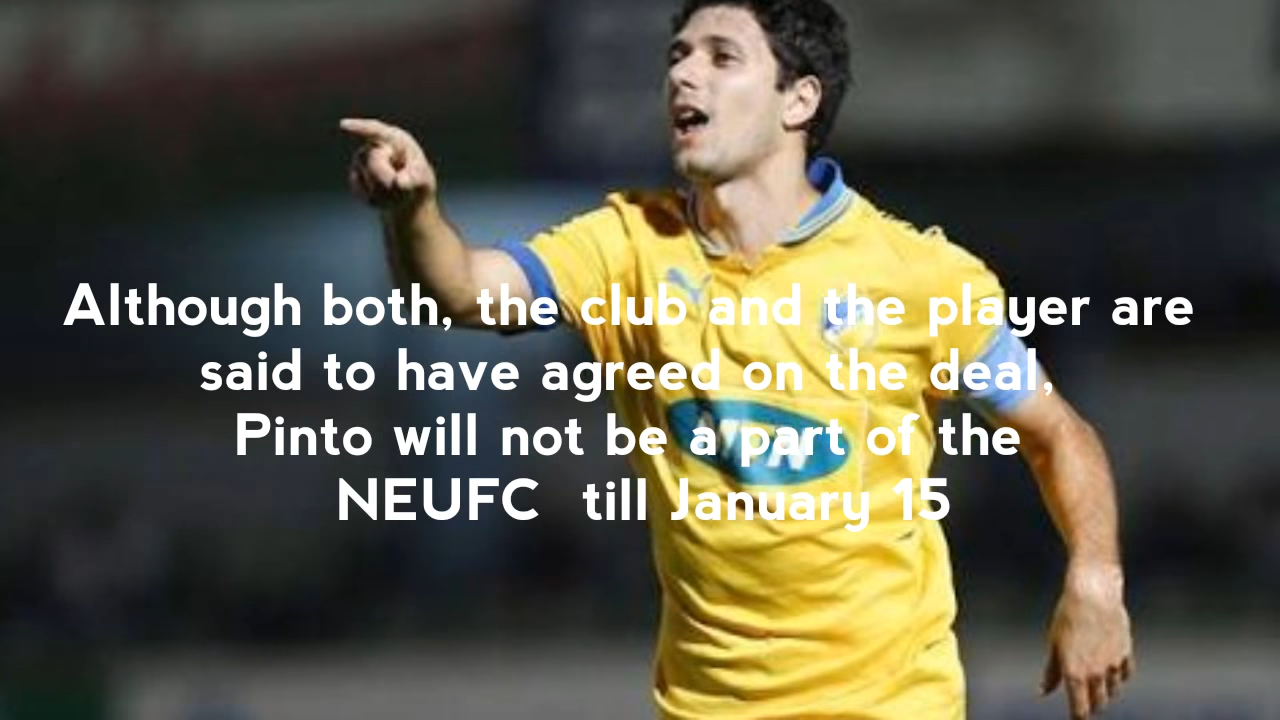 Although both, the club and the player are
said to have agreed on the deal,
Pinto will not be a part of the
NEUFC till January 15
MTN